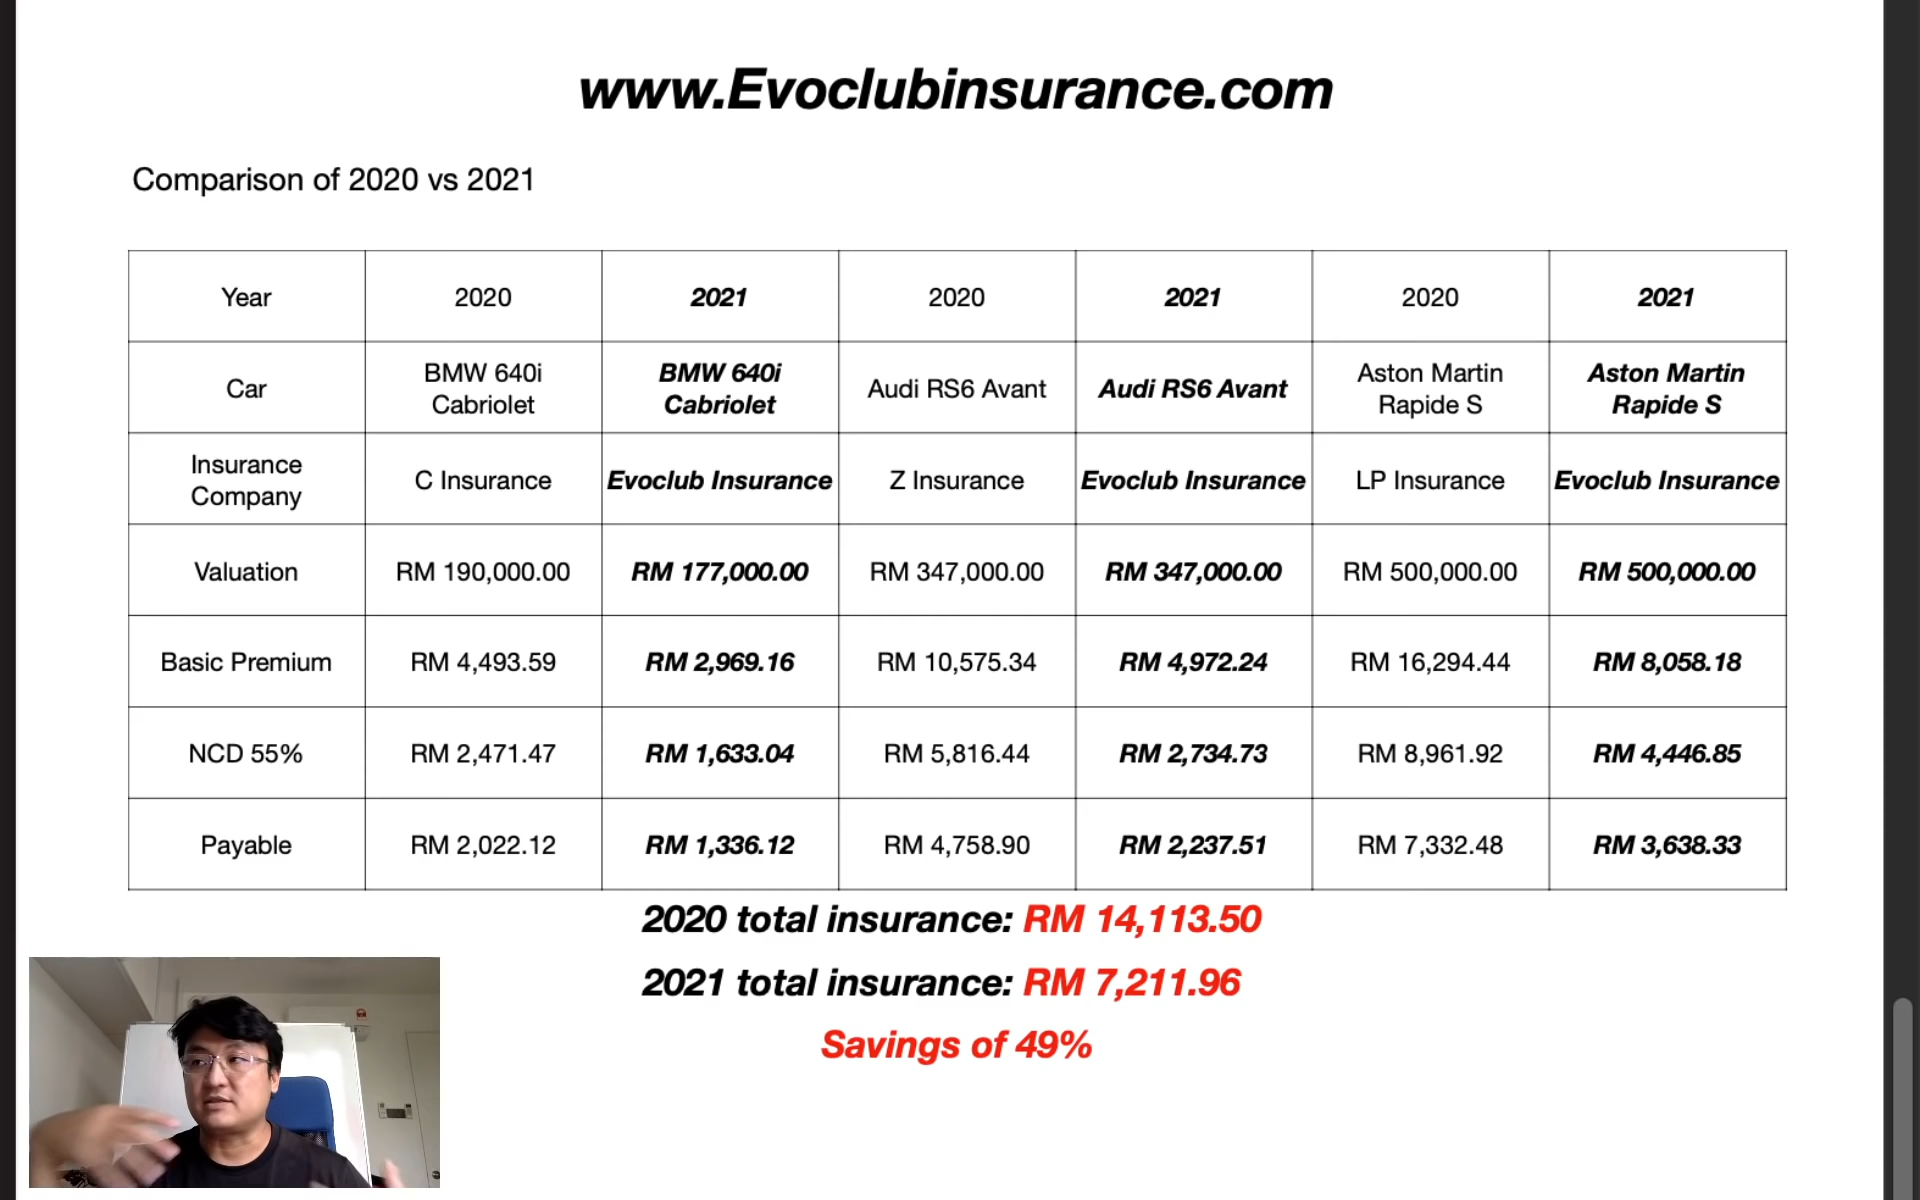 www.Evoclubinsurance.com
Comparison of 2020 vs 2021
Year 2020 2021 2020 2021 2020 2021
Car BMW 640i Cabriolet BMW 640i Cabriolet Audi RS6 Avant Audi RS6 Avant Aston Martin Rapide S Aston Martin Rapide S
Insurance Company C Insurance Evoclub Insurance Z Insurance Evoclub Insurance LP Insurance Evoclub Insurance
Valuation RM 190,000.00 RM 177,000.00 RM 347,000.00 RM 347,000.00 RM 500,000.00 RM 500,000.00
Basic Premium RM 4,493.59 RM 2,969.16 RM 10,575.34 RM 4,972.24 RM 16,294.44 RM 8,058.18
NCD 55% RM 2,471.47 RM 1,633.04 RM 5,816.44 RM 2,734.73 RM 8,961.92 RM 4,446.85
Payable RM 2,022.12 RM 1,336.12 RM 4,758.90 RM 2,237.51 RM 7,332.48 RM 3,638.33
2020 total insurance: RM 14,113.50
2021 total insurance: RM 7,211.96
Savings of 49%